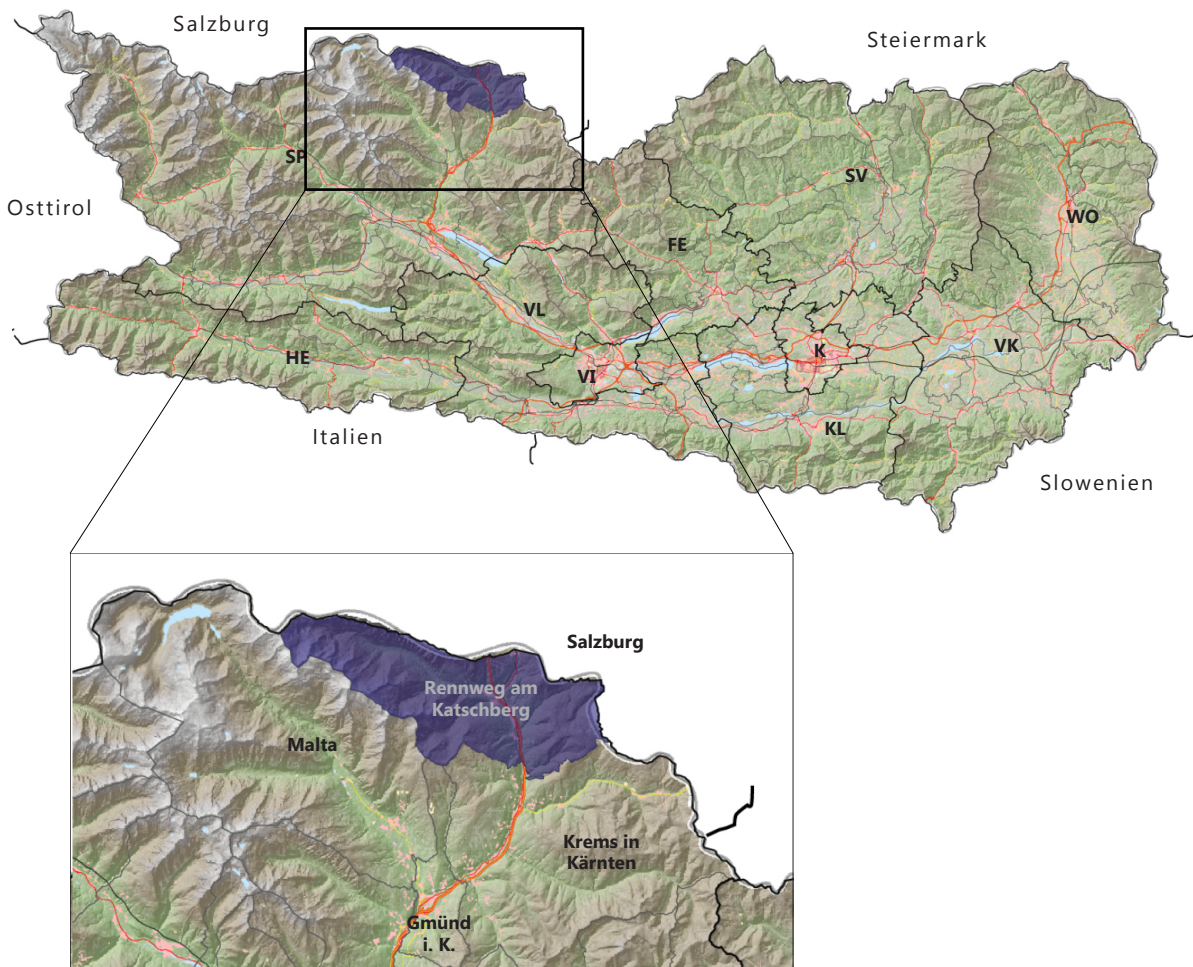 Salzburg
Steiermark
SP
SV
Osttirol
WO
FE
VL
HE
VI
K
VK
KL
Italien
Slowenien
Salzburg
Rennweg am
Katschberg
Malta
Krems in
Kärnten
Gmünd
i. K.